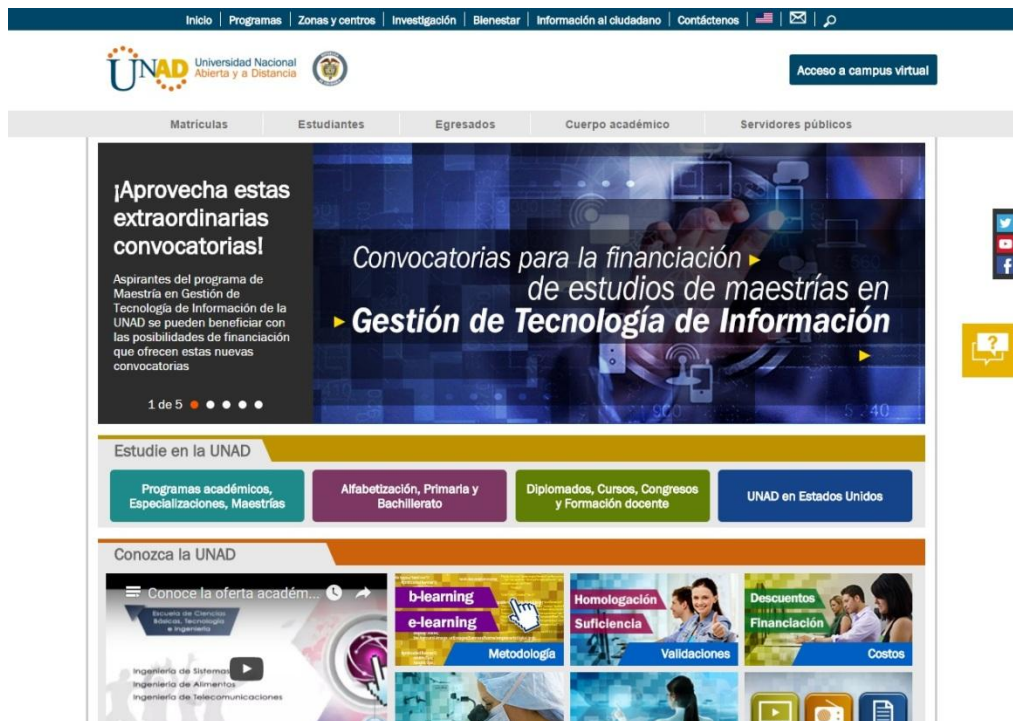 Inicio | Programas | Zonas y centros | Investigación | Bienestar | Información al ciudadano | Contáctenos
UNAD Universidad Nacional
Abierta y a Distancia
Acceso a campus virtual
Matrículas Estudiantes Egresados Cuerpo académico Servidores públicos
¡Aprovecha estas
extraordinarias
convocatorias!
Aspirantes del programa de
Maestría en Gestión de
Tecnología de Información de la
UNAD se pueden beneficiar con
las posibilidades de financiación
que ofrecen estas nuevas
convocatorias
1 de 5
Convocatorias para la financiación
de estudios de maestrías en
Gestión de Tecnología de Información
Estudie en la UNAD
Programas académicos,
Especializaciones, Maestrías
Alfabetización, Primaria y
Bachillerato
Diplomados, Cursos, Congresos
y Formación docente
UNAD en Estados Unidos
Conozca la UNAD
Conoce la oferta académ...
Escuela de Ciencias
Básicas, Tecnología
e Ingeniería
Ingeniería de Sistemas
Ingeniería de Alimentos
Ingeniería de Telecomunicaciones
b-learning
e-learning
Metodología
Homologación
Suficiencia
Validaciones
Descuentos
Financiación
Costos